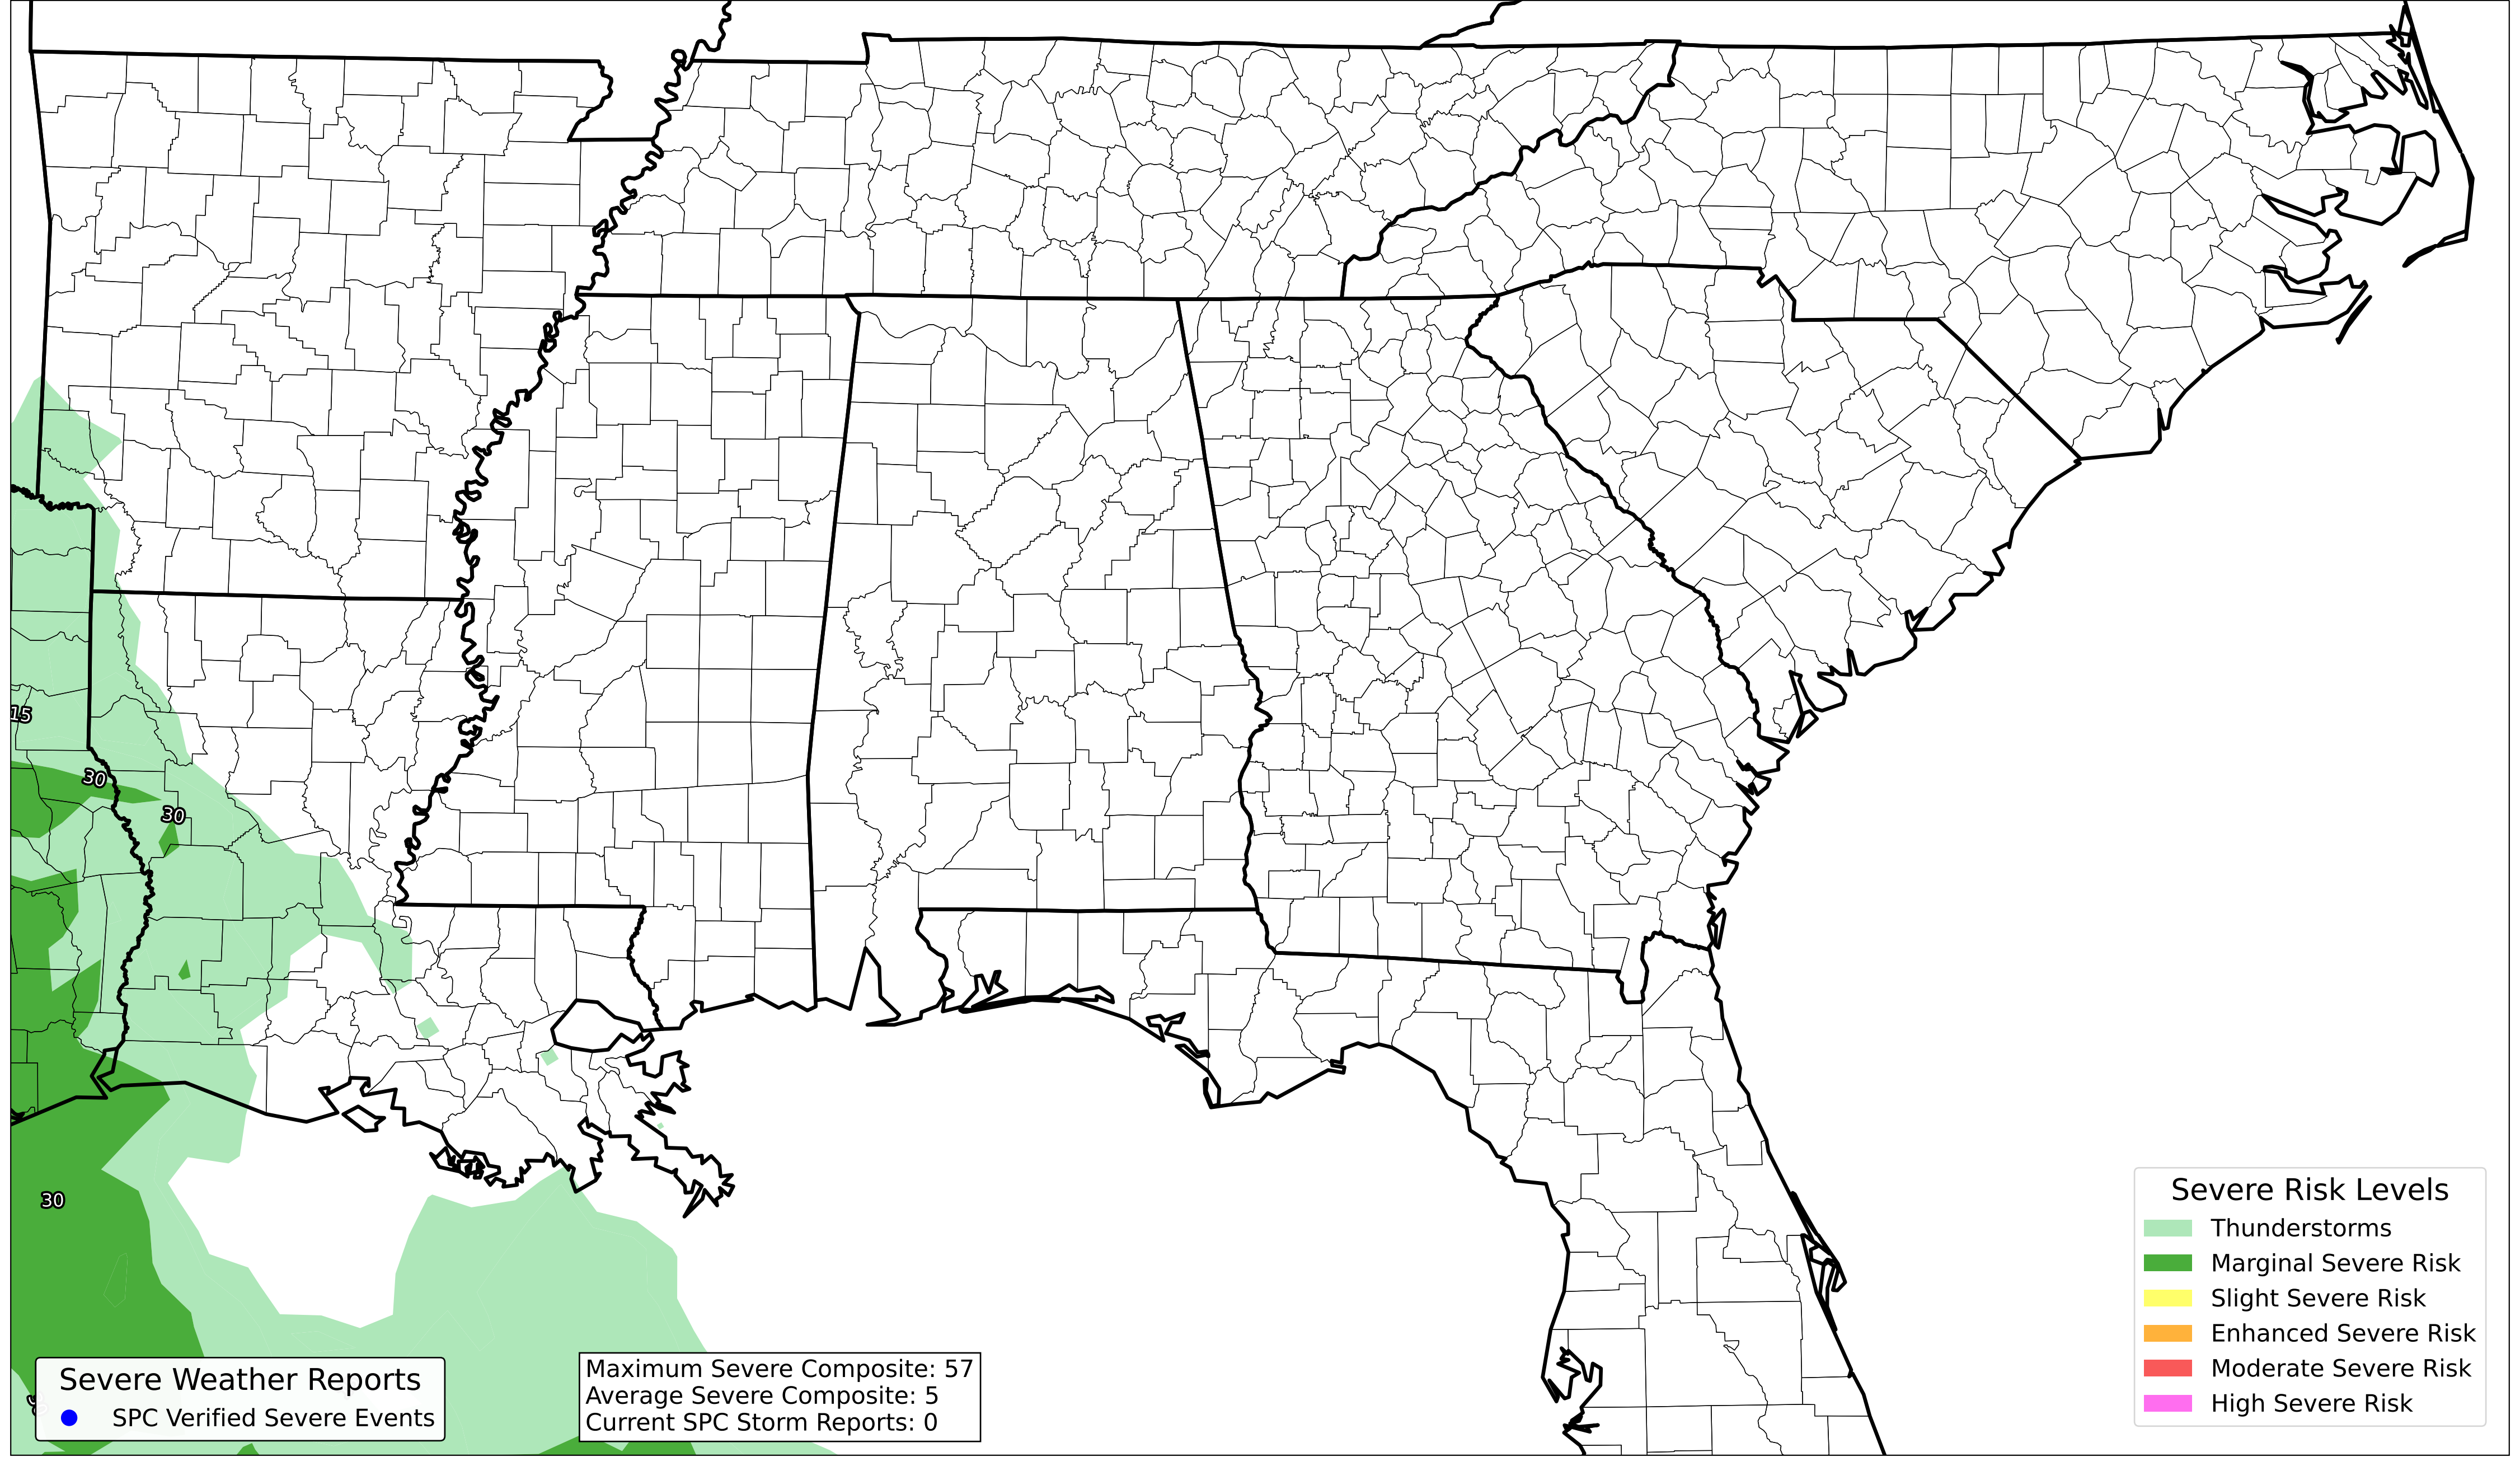 15
30
30
30
Severe Weather Reports
SPC Verified Severe Events
Maximum Severe Composite: 57
Average Severe Composite: 5
Current SPC Storm Reports: 0
Severe Risk Levels
Thunderstorms
Marginal Severe Risk
Slight Severe Risk
Enhanced Severe Risk
Moderate Severe Risk
High Severe Risk